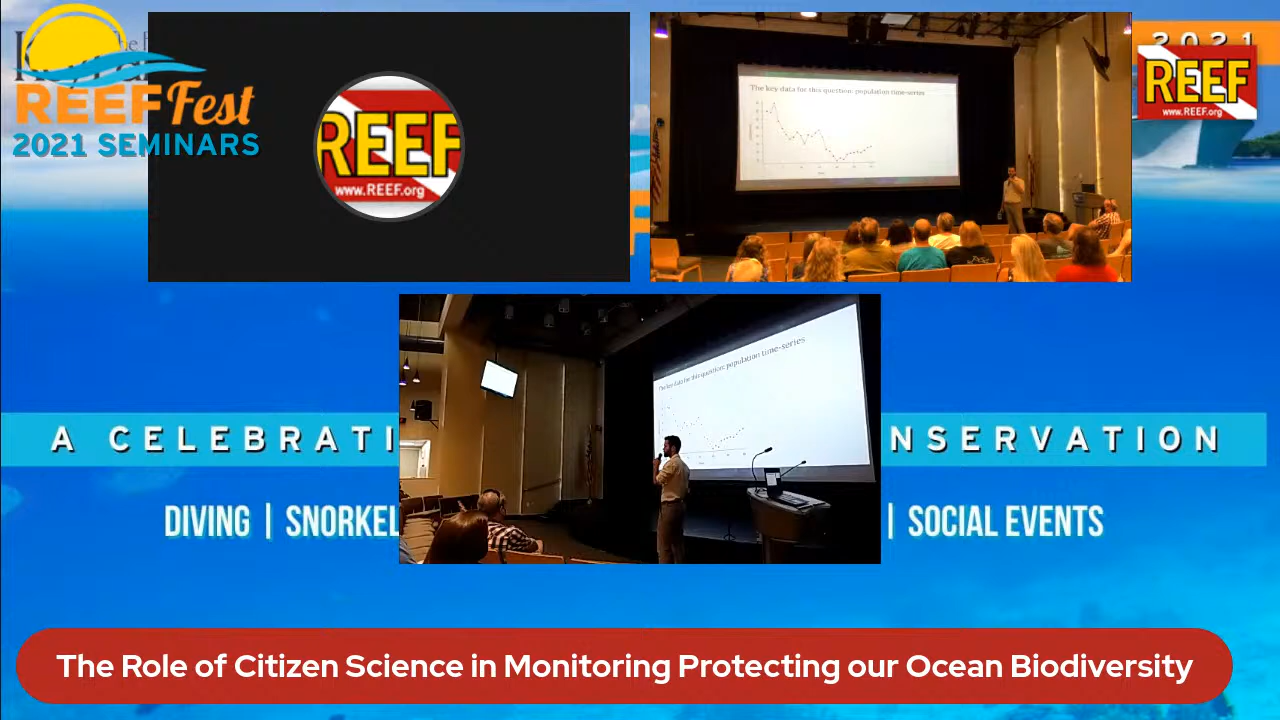 REEF Fest
2021 SEMINARS
REEF
www.REEF.org
The key data for this question: population time-series
2021
REEF
www.REEF.org
The key data for this question: population time-series
A CELEBRATI
NSERVATION
DIVING | SNORKEL
| SOCIAL EVENTS
The Role of Citizen Science in Monitoring Protecting our Ocean Biodiversity